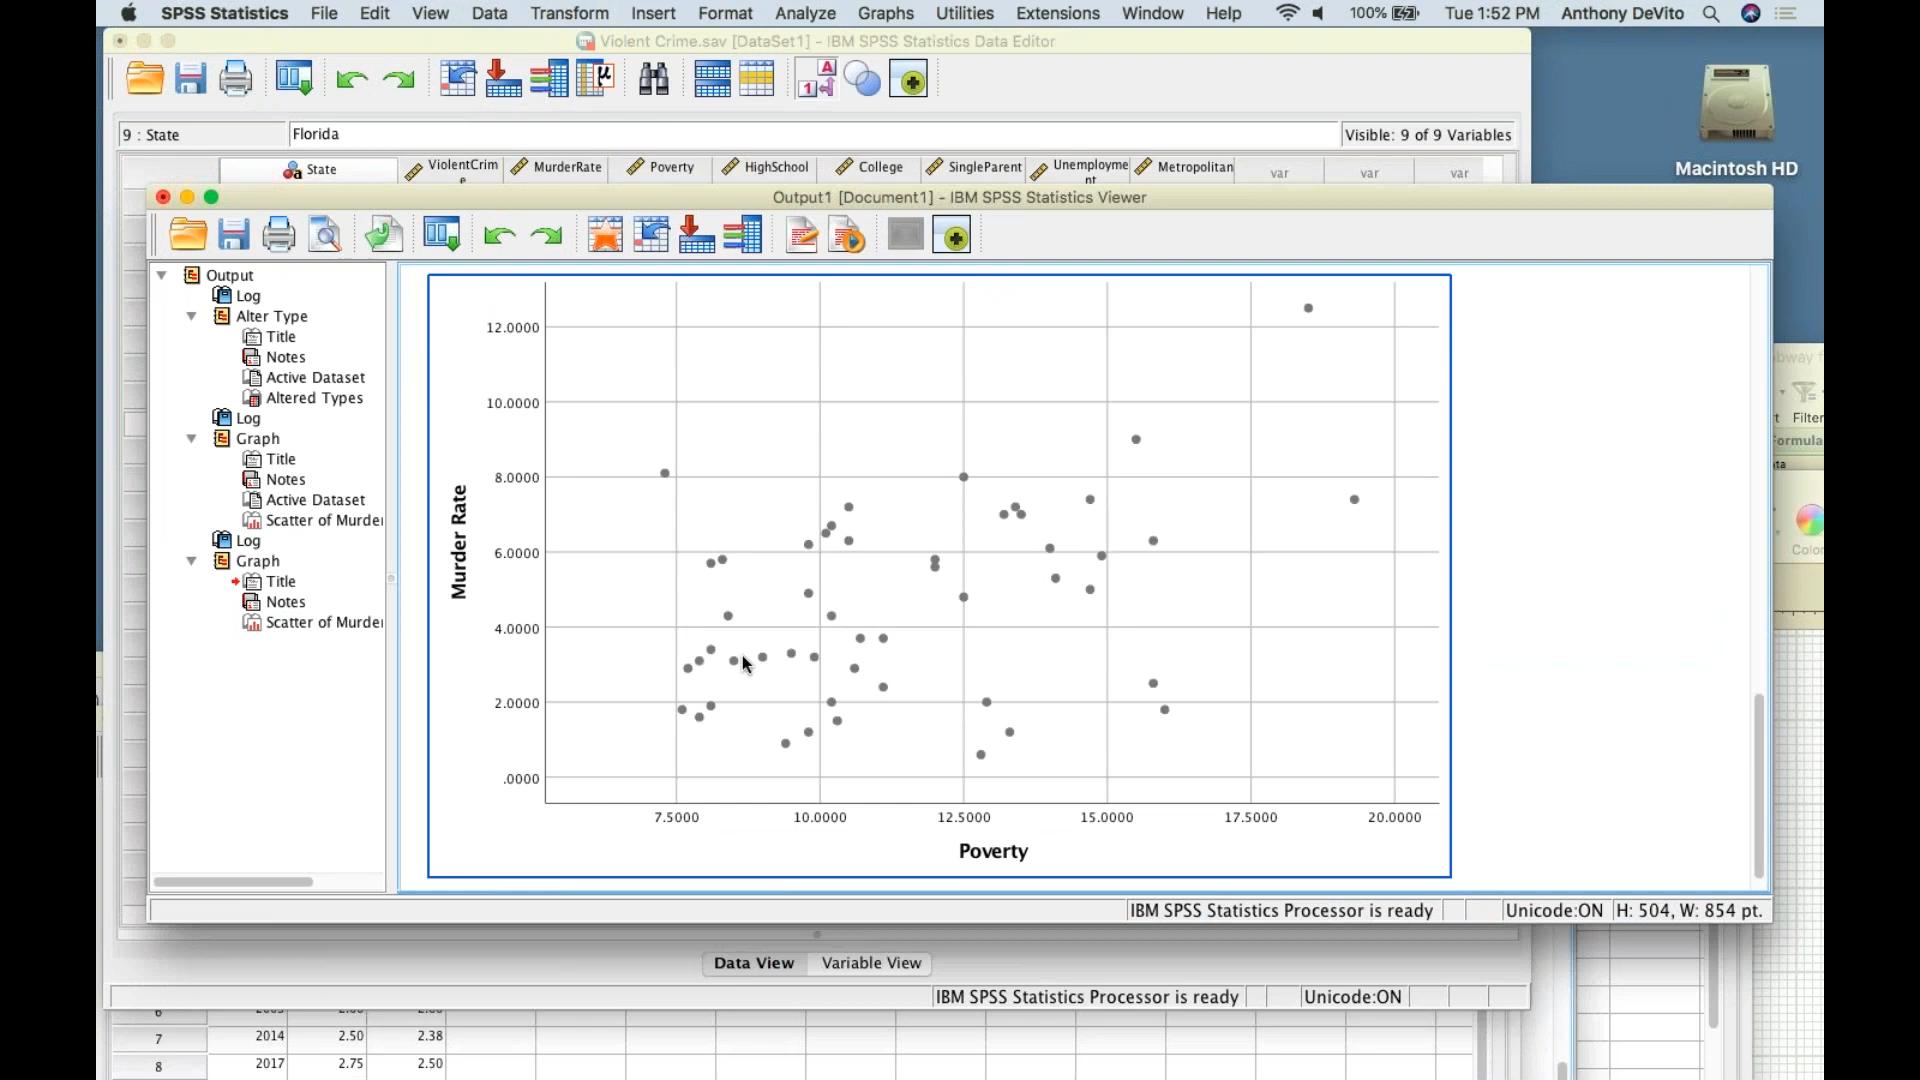 SPSS Statistics File Edit View Data Transform Insert Format Analyze Graphs Utilities Extensions Window Help 100% Tue 1:52 PM Anthony DeVito
Violent Crime.sav [DataSet1] - IBM SPSS Statistics Data Editor
9 : State Florida Visible: 9 of 9 Variables
State ViolentCrim e MurderRate Poverty HighSchool College SingleParent Unemployme nt Metropolitan var var var
Macintosh HD
Output1 [Document1] - IBM SPSS Statistics Viewer
Output
Log
Alter Type
Title
Notes
Active Dataset
Altered Types
Log
Graph
Title
Notes
Active Dataset
Scatter of Murder
Log
Graph
Title
Notes
Scatter of Murder
12.0000
10.0000
8.0000
6.0000
4.0000
2.0000
.0000
Murder Rate
7.5000 10.0000 12.5000 15.0000 17.5000 20.0000
Poverty
Filter
Formula
Color
IBM SPSS Statistics Processor is ready Unicode:ON H: 504, W: 854 pt.
Data View Variable View
IBM SPSS Statistics Processor is ready Unicode:ON
7 2014 2.50 2.38
8 2017 2.75 2.50